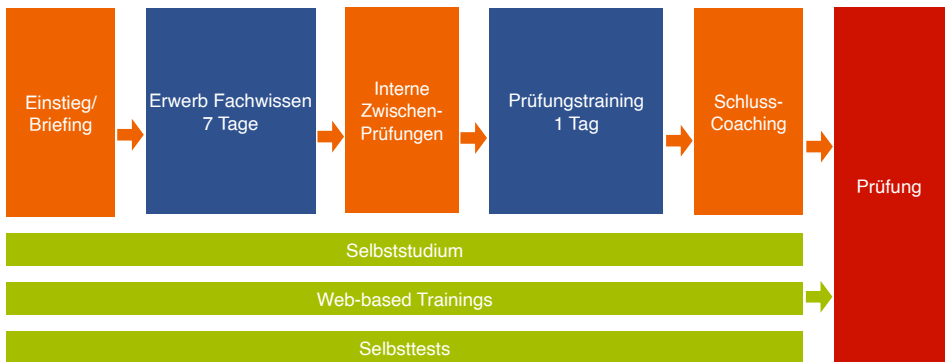 Einstieg/
Briefing
Erwerb Fachwissen
7 Tage
Interne
Zwischen-
Prüfungen
Prüfungstraining
1 Tag
Schluss-
Coaching
Prüfung
Selbststudium
Web-based Trainings
Selbsttests